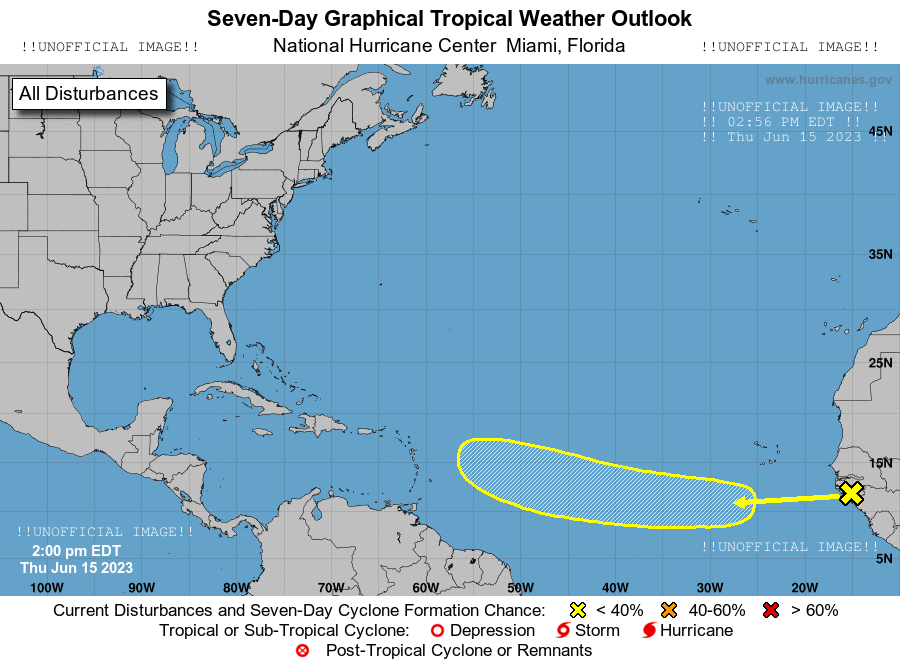 Seven-Day Graphical Tropical Weather Outlook
!!UNOFFICIAL IMAGE!! National Hurricane Center Miami, Florida !!UNOFFICIAL IMAGE!!
All Disturbances
www.hurricanes.gov
!!UNOFFICIAL IMAGE!!
!! 02:56 PM EDT !!
!! Thu Jun 15 2023 !!
45N
35N
25N
15N
!!UNOFFICIAL IMAGE!!
2:00 pm EDT
Thu Jun 15 2023
!!UNOFFICIAL IMAGE!!
5N
100W 90W 80W 70W 60W 50W 40W 30W 20W
Current Disturbances and Seven-Day Cyclone Formation Chance: < 40% 40-60% > 60%
Tropical or Sub-Tropical Cyclone: Depression Storm Hurricane
Post-Tropical Cyclone or Remnants